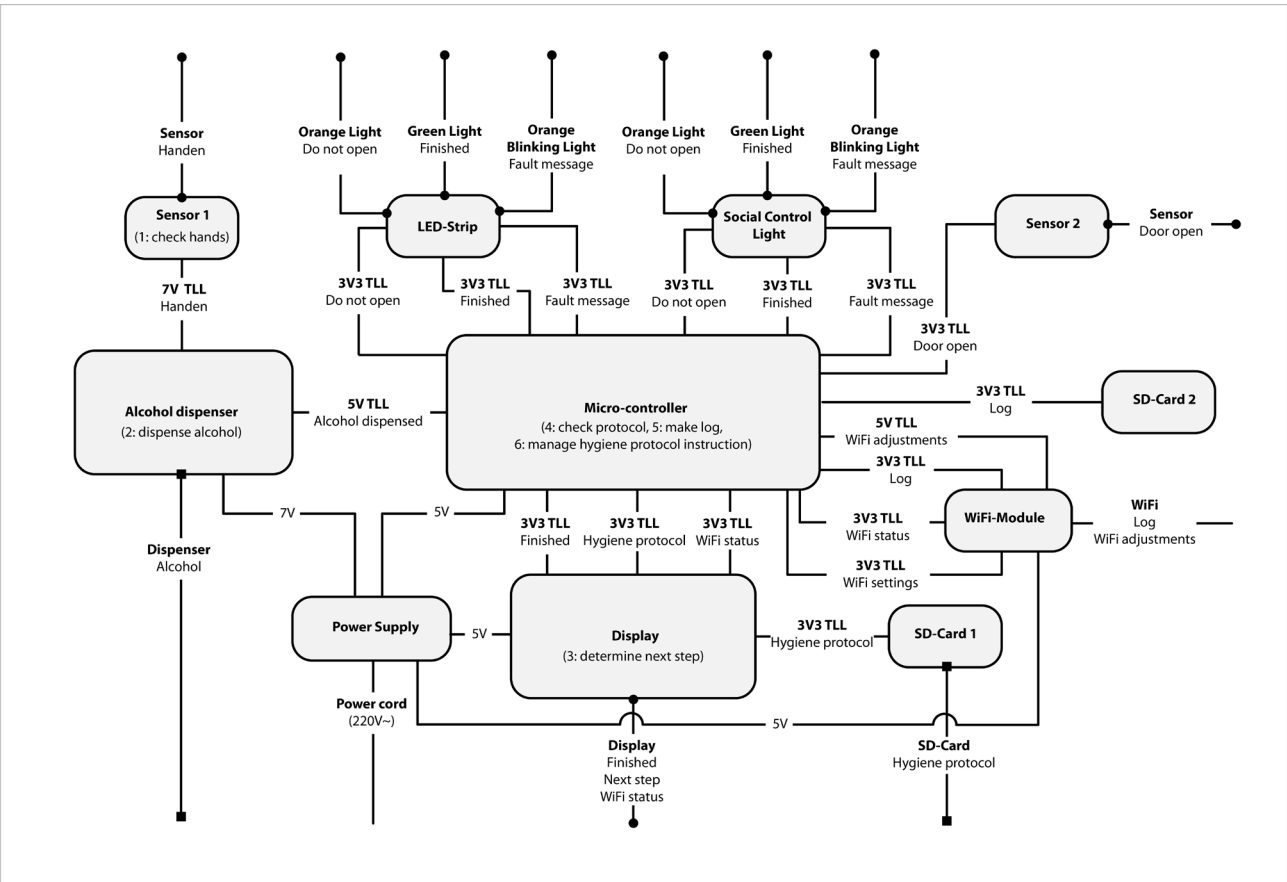 Sensor
Handen
Orange Light
Do not open
Green Light
Finished
Orange
Blinking Light
Fault message
Orange Light
Do not open
Green Light
Finished
Orange
Blinking Light
Fault message
Sensor 1
(1: check hands)
LED-Strip
Social Control
Light
Sensor 2
Sensor
Door open
7V TLL
Handen
3V3 TLL
Do not open
3V3 TLL
Finished
3V3 TLL
Fault message
3V3 TLL
Do not open
3V3 TLL
Finished
3V3 TLL
Fault message
3V3 TLL
Door open
Alcohol dispenser
(2: dispense alcohol)
5V TLL
Alcohol dispensed
Micro-controller
(4: check protocol, 5: make log,
6: manage hygiene protocol instruction)
3V3 TLL
Log
SD-Card 2
5V TLL
WiFi adjustments
3V3 TLL
Log
7V
5V
3V3 TLL
Finished
3V3 TLL
Hygiene protocol
3V3 TLL
WiFi status
3V3 TLL
WiFi status
WiFi-Module
WiFi
Log
WiFi adjustments
Dispenser
Alcohol
3V3 TLL
WiFi settings
Power Supply
5V
Display
(3: determine next step)
3V3 TLL
Hygiene protocol
SD-Card 1
Power cord
(220V~)
5V
Display
Finished
Next step
WiFi status
SD-Card
Hygiene protocol